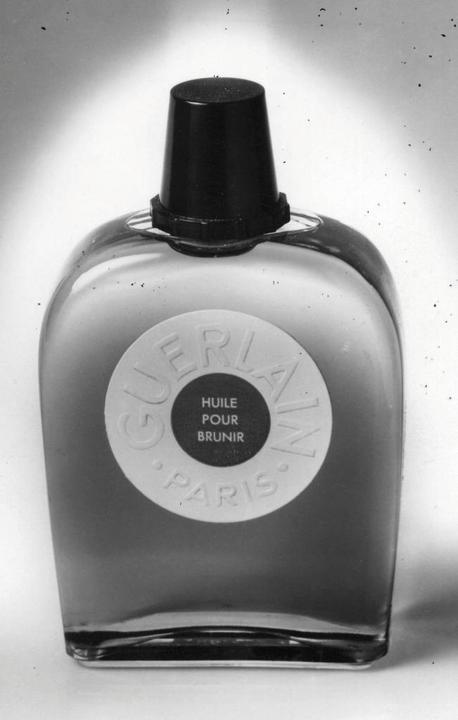 GUERLAIN
HUILE
POUR
BRUNIR
• PARIS •